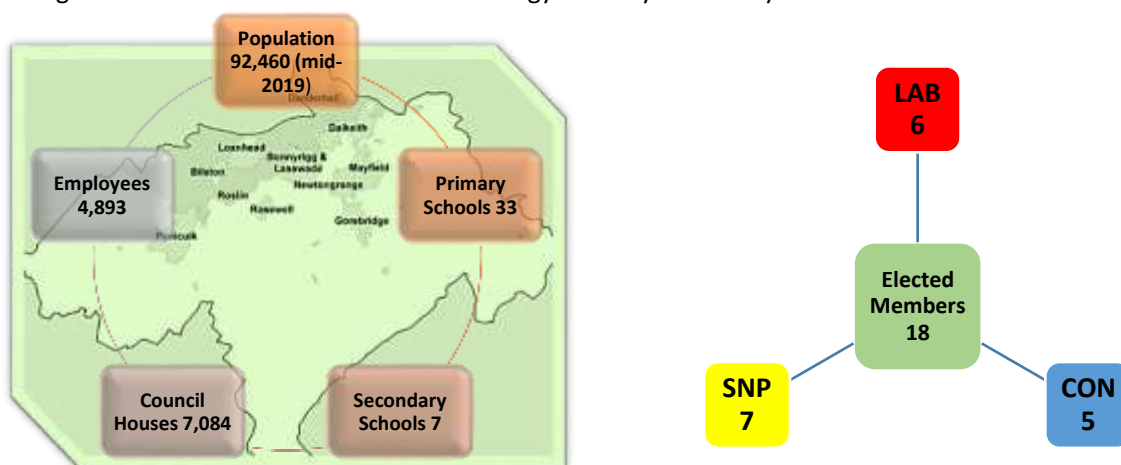 Population
92,460 (mid-
2019)
Danderhall
Dalkeith
Loanhead
Bonnyrigg &
Lasswade
Mayfield
Bilston
Newtongrange
Roslin
Rosewell
Gorebridge
Penicuik
Employees
4,893
Primary
Schools 33
Council
Houses 7,084
Secondary
Schools 7
LAB
6
Elected
Members
18
SNP
7
CON
5